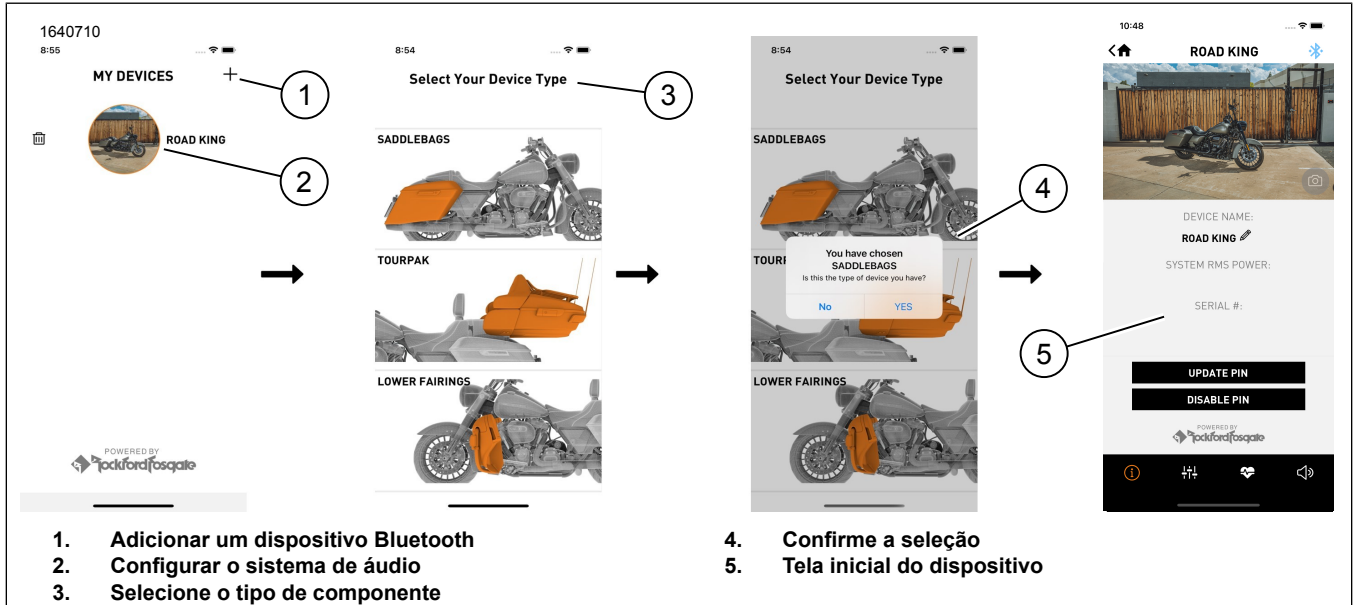 1640710
8:55
MY DEVICES
+
1
ROAD KING
2
POWERED BY
Rockford Fosgate
8:54
Select Your Device Type
3
SADDLEBAGS
TOURPAK
LOWER FAIRINGS
8:54
Select Your Device Type
SADDLEBAGS
4
You have chosen
SADDLEBAGS
Is this the type of device you have?
No YES
LOWER FAIRINGS
10:48
ROAD KING
DEVICE NAME:
ROAD KING
SYSTEM RMS POWER:
SERIAL #:
5
UPDATE PIN
DISABLE PIN
POWERED BY
Rockford Fosgate
1. Adicionar um dispositivo Bluetooth
2. Configurar o sistema de áudio
3. Selecione o tipo de componente
4. Confirme a seleção
5. Tela inicial do dispositivo